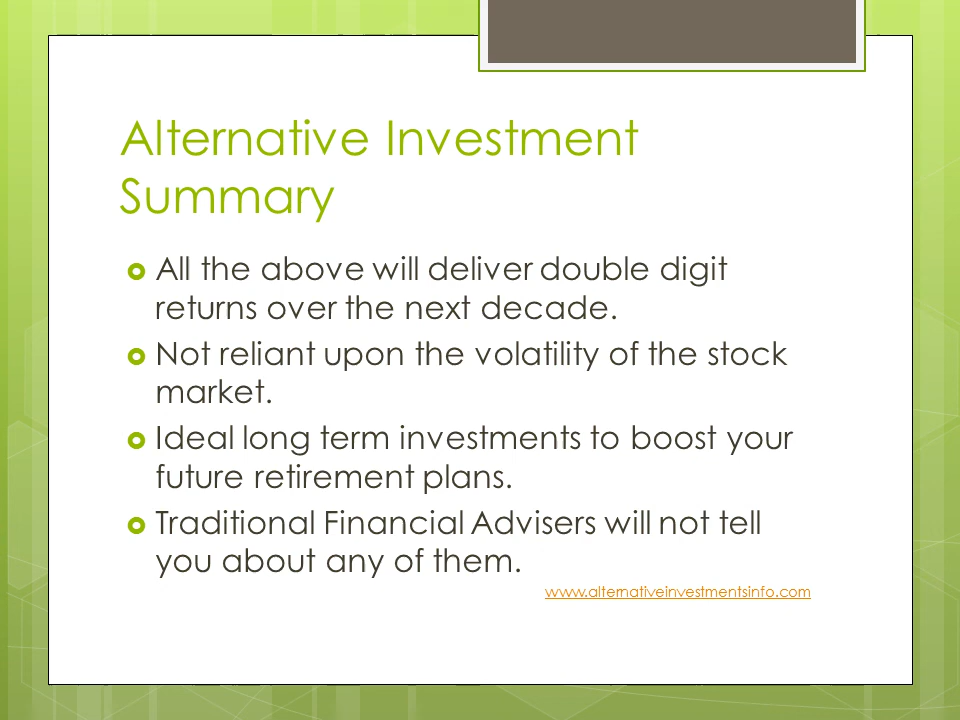 Alternative Investment
Summary
All the above will deliver double digit
returns over the next decade.
Not reliant upon the volatility of the stock
market.
Ideal long term investments to boost your
future retirement plans.
Traditional Financial Advisers will not tell
you about any of them.
www.alternativeinvestmentsinfo.com